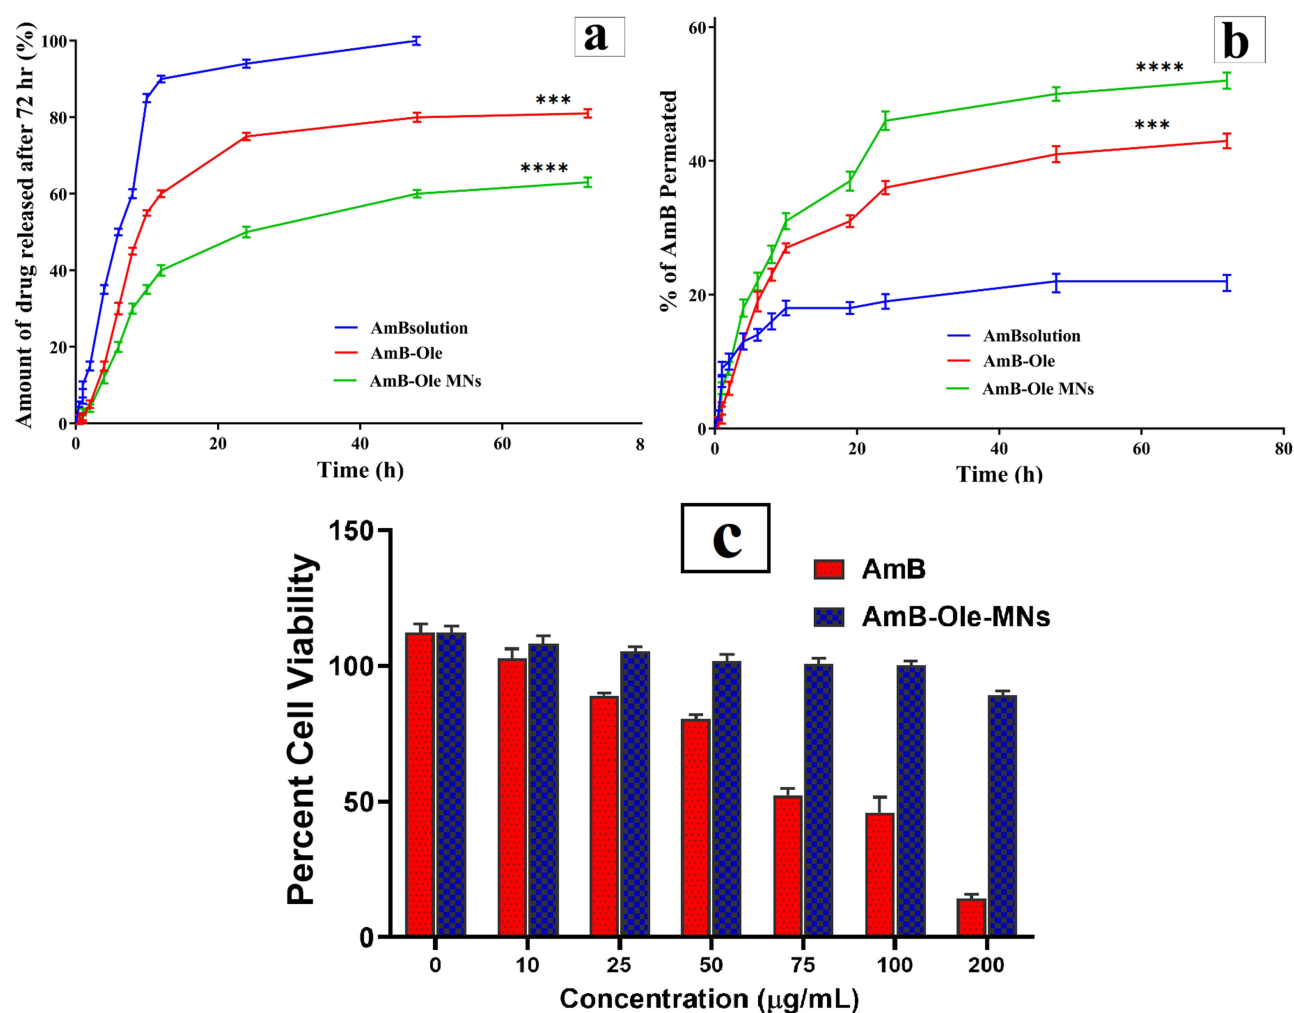 a
Amount of drug released after 72 hr (%)
100
80
60
40
20
0
***
****
AmBsolution
AmB-Ole
AmB-Ole MNs
0 20 40 60 8
Time (h)
b
% of AmB Permeated
60
40
20
0
****
***
AmBsolution
AmB-Ole
AmB-Ole MNs
0 20 40 60 80
Time (h)
c
Percent Cell Viability
150
100
50
0
AmB
AmB-Ole-MNs
0 10 25 50 75 100 200
Concentration (μg/mL)